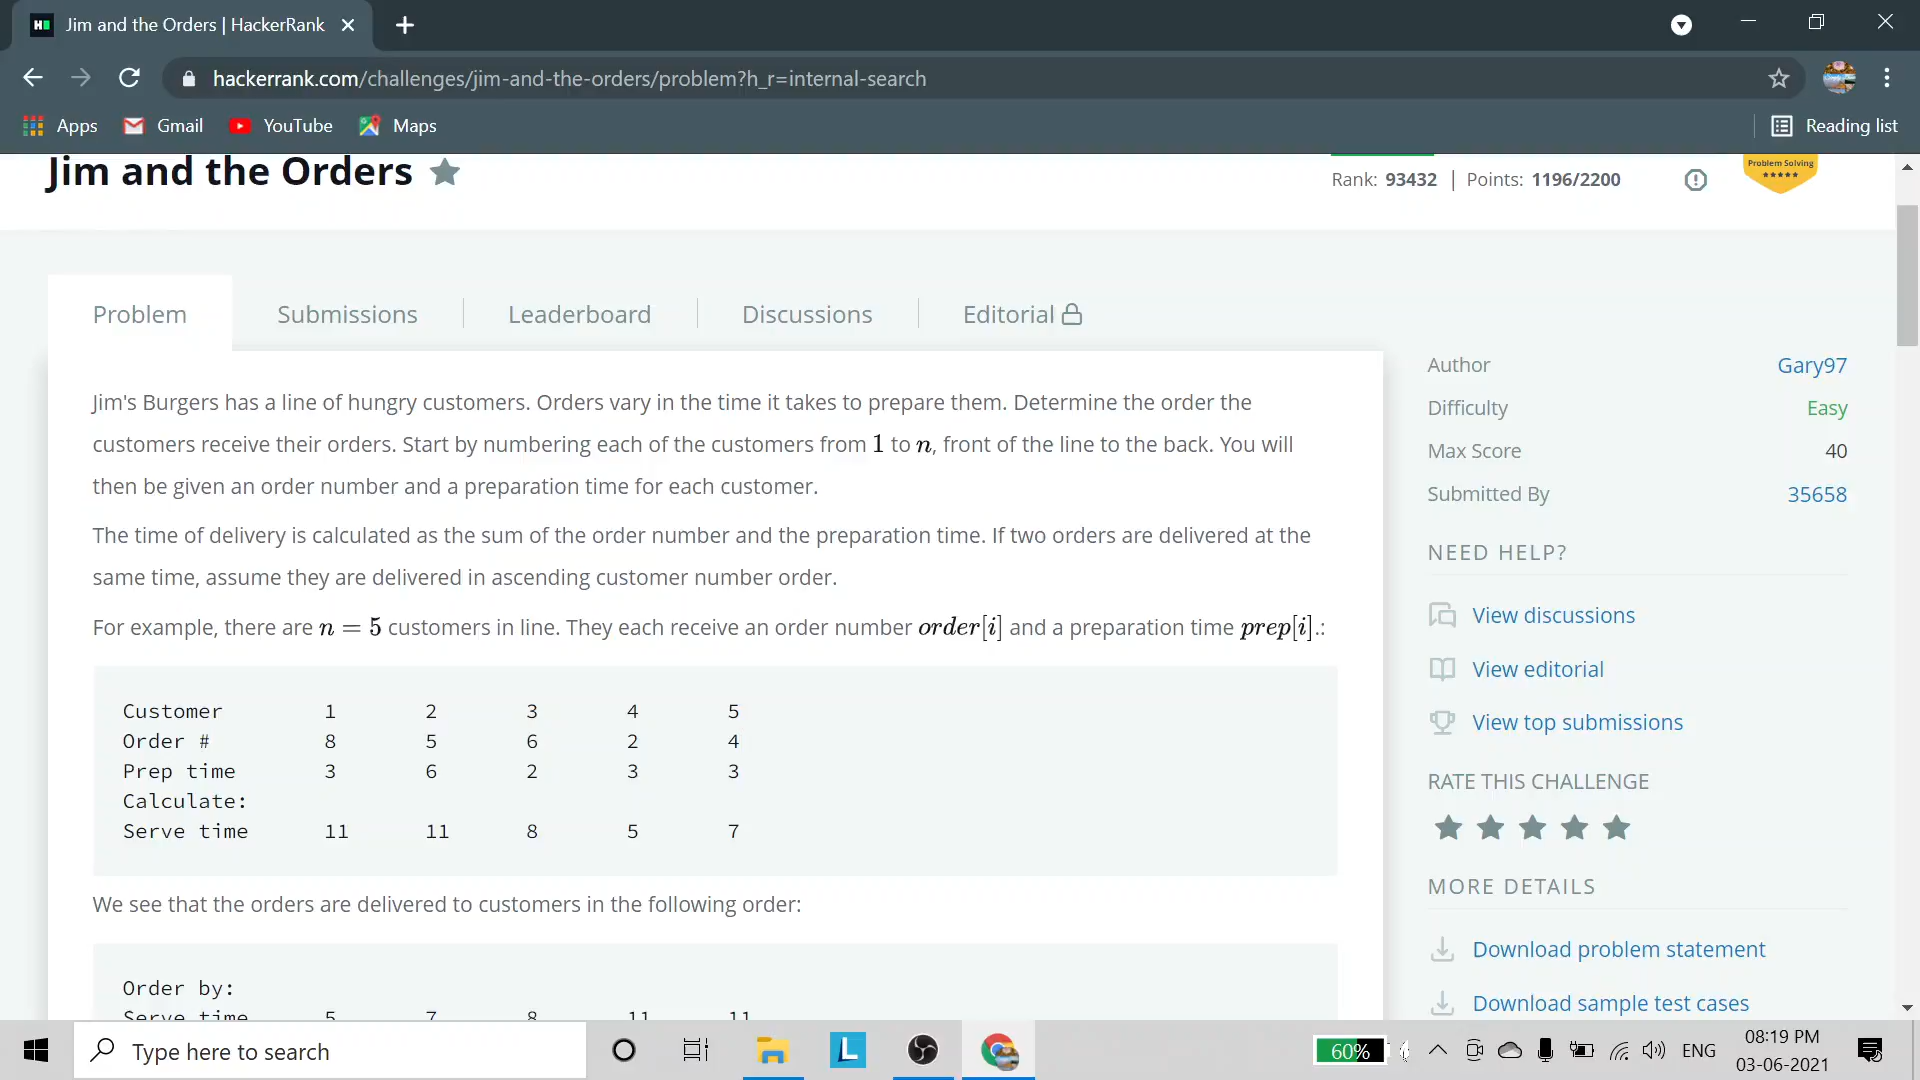 Jim and the Orders | HackerRank
hackerrank.com/challenges/jim-and-the-orders/problem?h_r=internal-search
Apps Gmail YouTube Maps Reading list
Jim and the Orders
Rank: 93432 | Points: 1196/2200
Problem Solving
Problem Submissions Leaderboard Discussions Editorial
Jim's Burgers has a line of hungry customers. Orders vary in the time it takes to prepare them. Determine the order the
customers receive their orders. Start by numbering each of the customers from 1 to n, front of the line to the back. You will
then be given an order number and a preparation time for each customer.
The time of delivery is calculated as the sum of the order number and the preparation time. If two orders are delivered at the
same time, assume they are delivered in ascending customer number order.
For example, there are n = 5 customers in line. They each receive an order number order[i] and a preparation time prep[i].:
Customer 1 2 3 4 5
Order # 8 5 6 2 4
Prep time 3 6 2 3 3
Calculate:
Serve time 11 11 8 5 7
We see that the orders are delivered to customers in the following order:
Order by:
Serve time 5 7 8 11 11
Author Gary97
Difficulty Easy
Max Score 40
Submitted By 35658
NEED HELP?
View discussions
View editorial
View top submissions
RATE THIS CHALLENGE
MORE DETAILS
Download problem statement
Download sample test cases
Type here to search
L
60%
ENG
08:19 PM
03-06-2021